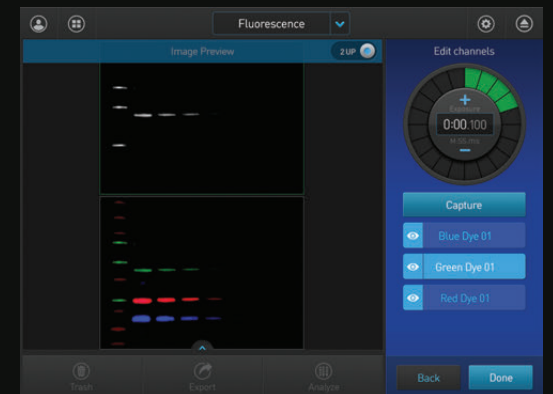 Fluorescence
Image Preview
2 UP
Edit channels
Exposure
0:00.100
M:SS.ms
Capture
Blue Dye 01
Green Dye 01
Red Dye 01
Trash
Export
Analyze
Back
Done